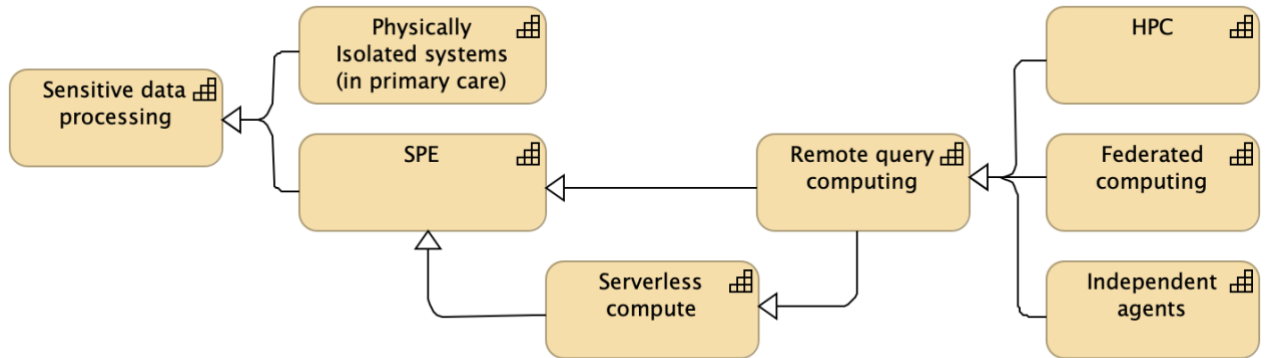 Sensitive data
processing
Physically
Isolated systems
(in primary care)
SPE
Serverless
compute
Remote query
computing
HPC
Federated
computing
Independent
agents